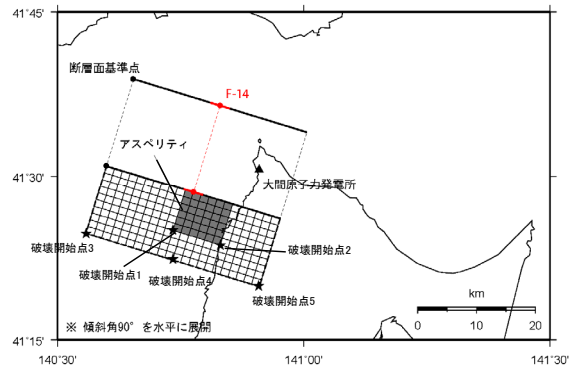 41°45'
断層面基準点
F-14
アスペリティ
41°30'
大間原子力発電所
破壊開始点3
破壊開始点2
破壊開始点1
破壊開始点4
破壊開始点5
km
0 10 20
※ 傾斜角90°を水平に展開
41°15'
140°30' 141°00' 141°30'